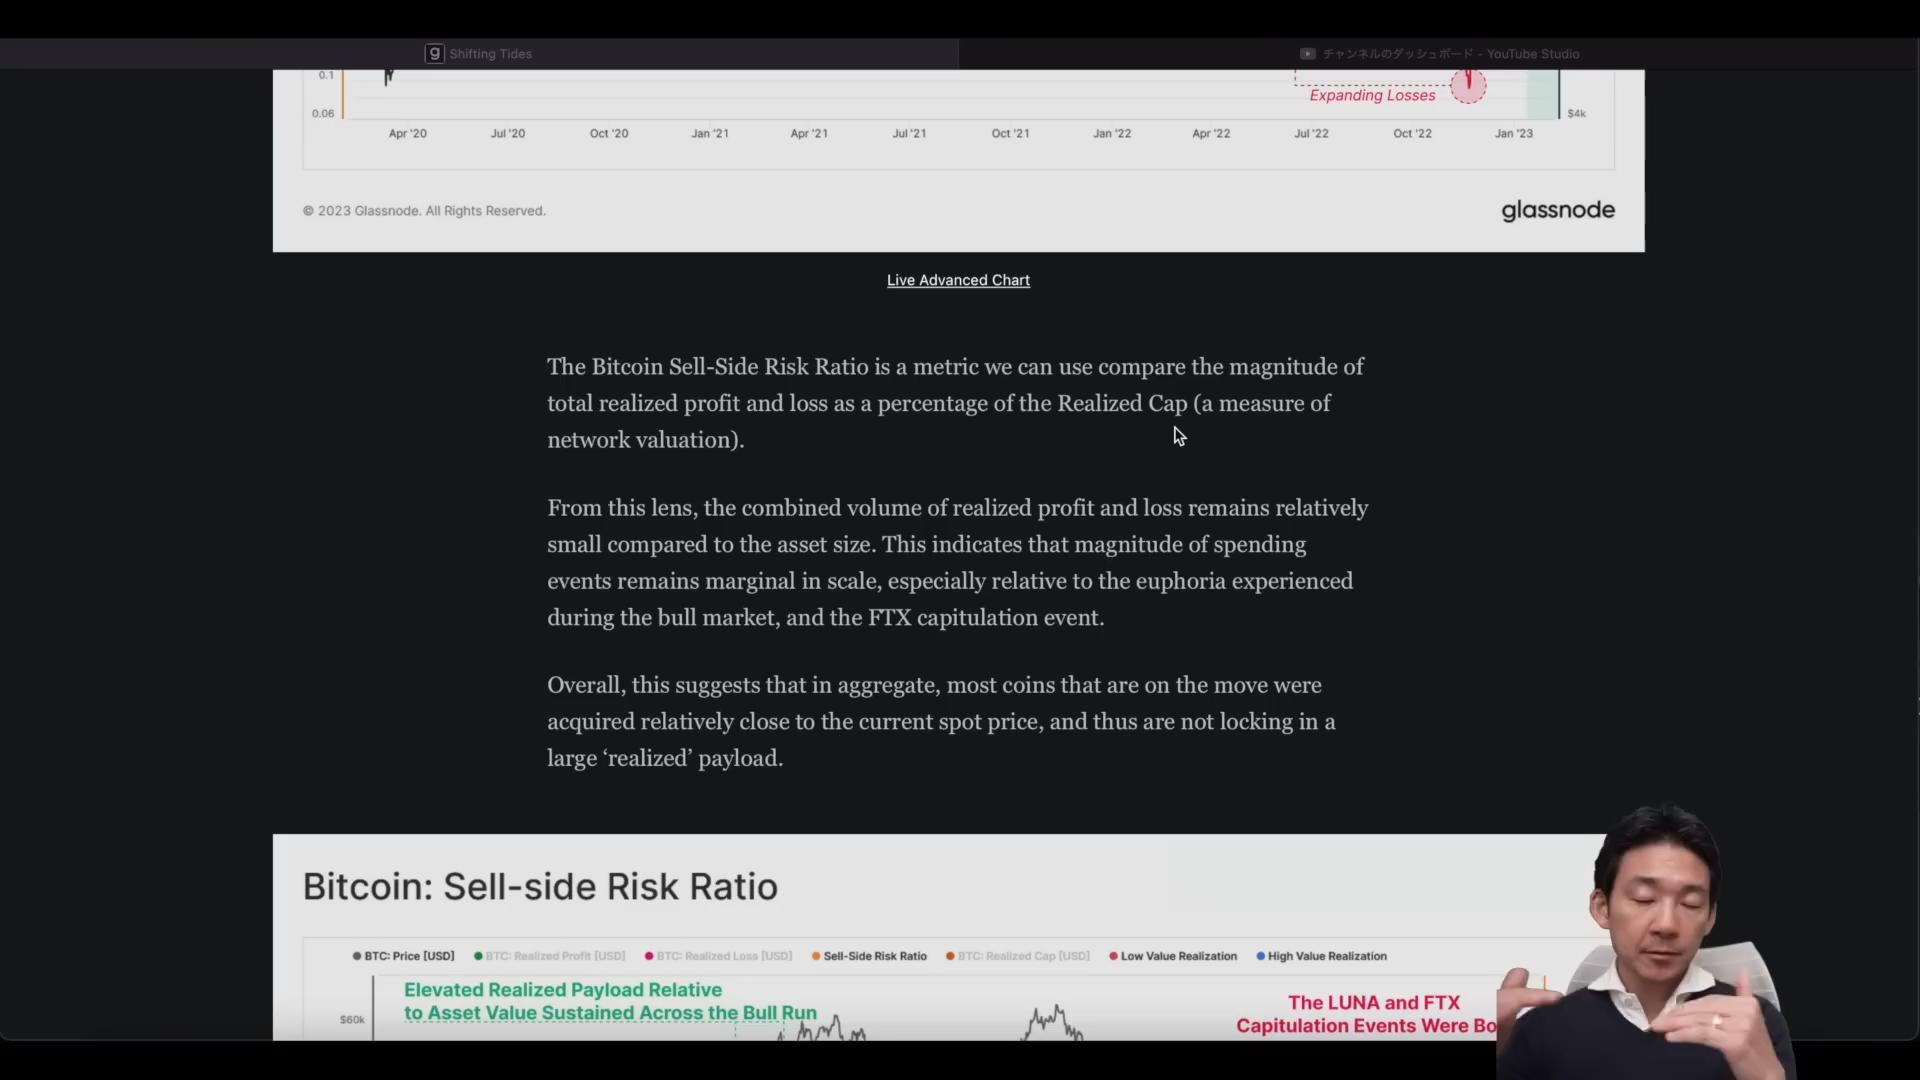 g Shifting Tides
チャンネルのダッシュボード - YouTube Studio
0.1
Expanding Losses
0.06
$4k
Apr '20 Jul '20 Oct '20 Jan '21 Apr '21 Jul '21 Oct '21 Jan '22 Apr '22 Jul '22 Oct '22 Jan '23
© 2023 Glassnode. All Rights Reserved.
glassnode
Live Advanced Chart
The Bitcoin Sell-Side Risk Ratio is a metric we can use compare the magnitude of
total realized profit and loss as a percentage of the Realized Cap (a measure of
network valuation).
From this lens, the combined volume of realized profit and loss remains relatively
small compared to the asset size. This indicates that magnitude of spending
events remains marginal in scale, especially relative to the euphoria experienced
during the bull market, and the FTX capitulation event.
Overall, this suggests that in aggregate, most coins that are on the move were
acquired relatively close to the current spot price, and thus are not locking in a
large ‘realized’ payload.
Bitcoin: Sell-side Risk Ratio
BTC: Price [USD] BTC: Realized Profit [USD] BTC: Realized Loss [USD] Sell-Side Risk Ratio BTC: Realized Cap [USD] Low Value Realization High Value Realization
Elevated Realized Payload Relative
to Asset Value Sustained Across the Bull Run
$60k
The LUNA and FTX
Capitulation Events Were Bo